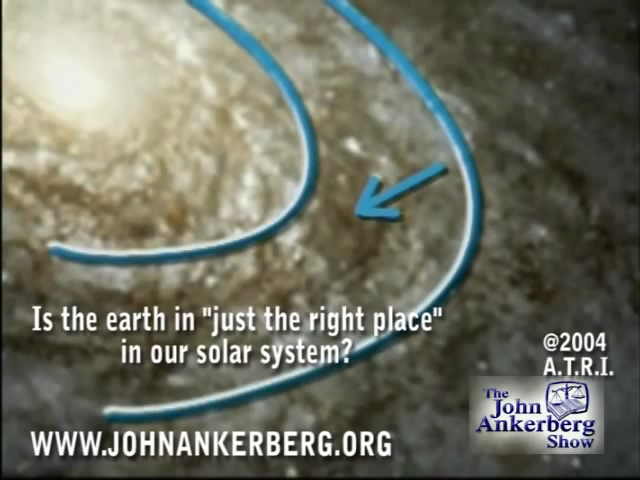 Is the earth in "just the right place"
in our solar system?
@2004
A.T.R.I.
The
John
Ankerberg
Show
WWW.JOHNANKERBERG.ORG